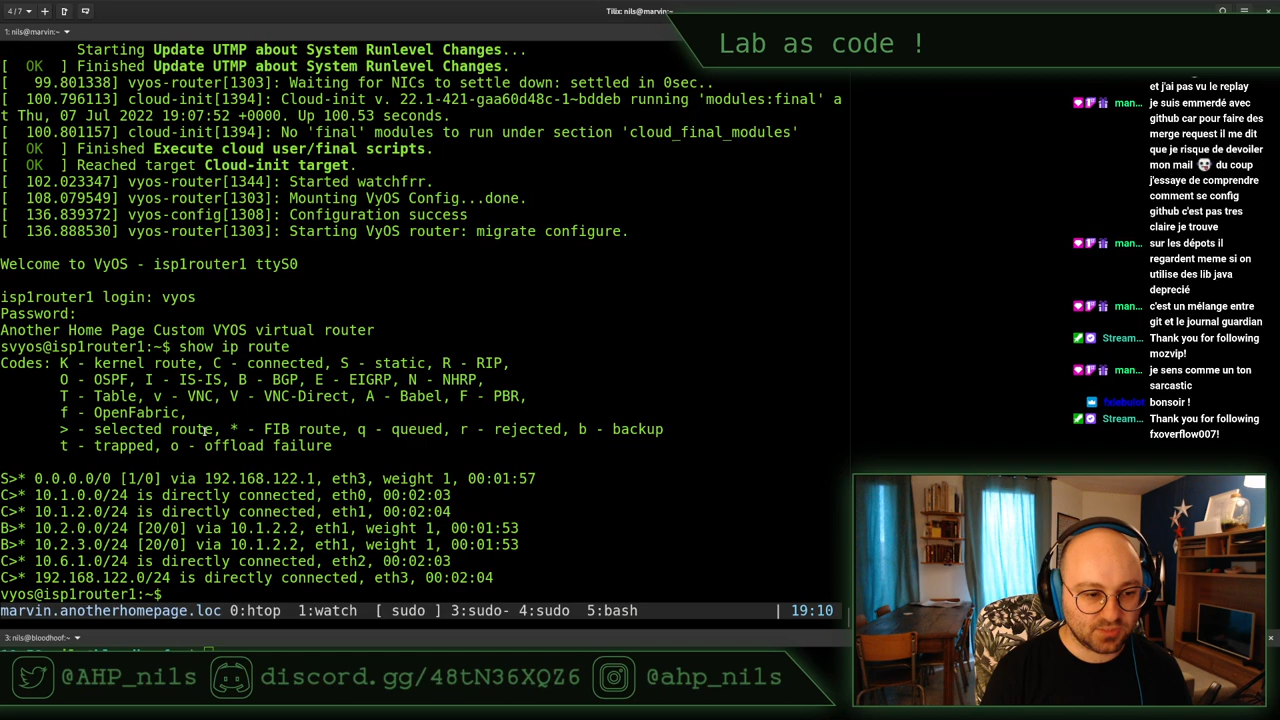 4 / 7
Tilix: nils@marvin:~
1: nils@marvin:~
Lab as code !
Starting Update UTMP about System Runlevel Changes...
[  OK  ] Finished Update UTMP about System Runlevel Changes.
[   99.801338] vyos-router[1303]: Waiting for NICs to settle down: settled in 0sec..
[  100.796113] cloud-init[1394]: Cloud-init v. 22.1-421-gaa60d48c-1~bddeb running 'modules:final' a
t Thu, 07 Jul 2022 19:07:52 +0000. Up 100.53 seconds.
[  100.801157] cloud-init[1394]: No 'final' modules to run under section 'cloud_final_modules'
[  OK  ] Finished Execute cloud user/final scripts.
[  OK  ] Reached target Cloud-init target.
[  102.023347] vyos-router[1344]: Started watchfrr.
[  108.079549] vyos-router[1303]: Mounting VyOS Config...done.
[  136.839372] vyos-config[1308]: Configuration success
[  136.888530] vyos-router[1303]: Starting VyOS router: migrate configure.
Welcome to VyOS - isp1router1 ttyS0
isp1router1 login: vyos
Password:
Another Home Page Custom VYOS virtual router
svyos@isp1router1:~$ show ip route
Codes: K - kernel route, C - connected, S - static, R - RIP,
O - OSPF, I - IS-IS, B - BGP, E - EIGRP, N - NHRP,
T - Table, v - VNC, V - VNC-Direct, A - Babel, F - PBR,
f - OpenFabric,
> - selected route, * - FIB route, q - queued, r - rejected, b - backup
t - trapped, o - offload failure
S>* 0.0.0.0/0 [1/0] via 192.168.122.1, eth3, weight 1, 00:01:57
C>* 10.1.0.0/24 is directly connected, eth0, 00:02:03
C>* 10.1.2.0/24 is directly connected, eth1, 00:02:04
B>* 10.2.0.0/24 [20/0] via 10.1.2.2, eth1, weight 1, 00:01:53
B>* 10.2.3.0/24 [20/0] via 10.1.2.2, eth1, weight 1, 00:01:53
C>* 10.6.1.0/24 is directly connected, eth2, 00:02:03
C>* 192.168.122.0/24 is directly connected, eth3, 00:02:04
vyos@isp1router1:~$
marvin.anotherhomepage.loc 0:htop  1:watch  [ sudo ] 3:sudo- 4:sudo  5:bash | 19:10
3: nils@bloodhoof:~
et j'ai pas vu le replay
man... je suis emmerdé avec
github car pour faire des
merge request il me dit
que je risque de devoiler
mon mail du coup
j'essaye de comprendre
comment se config
github c'est pas tres
claire je trouve
man... sur les dépots il
regardent meme si on
utilise des lib java
deprecié
man... c'est un mélange entre
git et le journal guardian
Stream... Thank you for following
mozvip!
man... je sens comme un ton
sarcastic
bonsoir !
Stream... Thank you for following
fxoverflow007!
@AHP_nils discord.gg/48tN36XQZ6 @ahp_nils